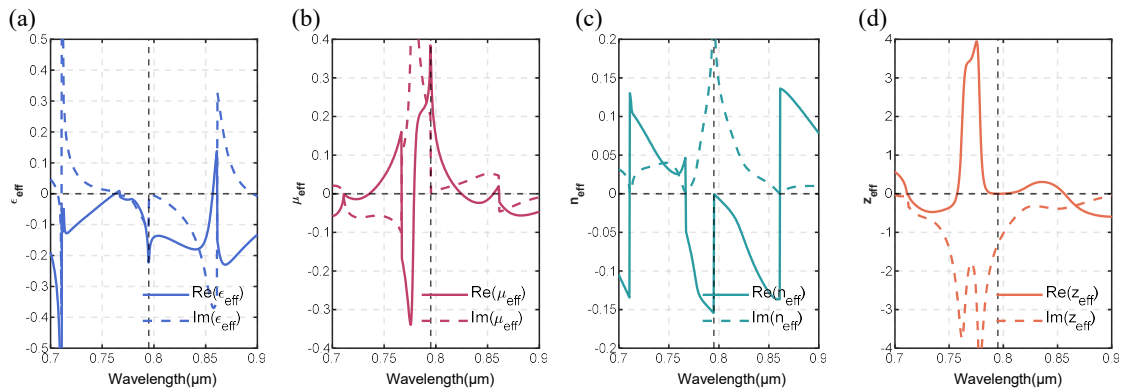 (a)
0.5
0.4
0.3
0.2
0.1
0
-0.1
-0.2
-0.3
-0.4
-0.5
ϵeff
0.7
0.75
0.8
0.85
0.9
Wavelength(μm)
Re(ϵeff)
Im(ϵeff)
(b)
0.4
0.3
0.2
0.1
0
-0.1
-0.2
-0.3
-0.4
μeff
0.7
0.75
0.8
0.85
0.9
Wavelength(μm)
Re(μeff)
Im(μeff)
(c)
0.2
0.15
0.1
0.05
0
-0.05
-0.1
-0.15
-0.2
neff
0.7
0.75
0.8
0.85
0.9
Wavelength(μm)
Re(neff)
Im(neff)
(d)
4
3
2
1
0
-1
2
3
4
zeff
0.7
0.75
0.8
0.85
0.9
Wavelength(μm)
Re(zeff)
Im(zeff)